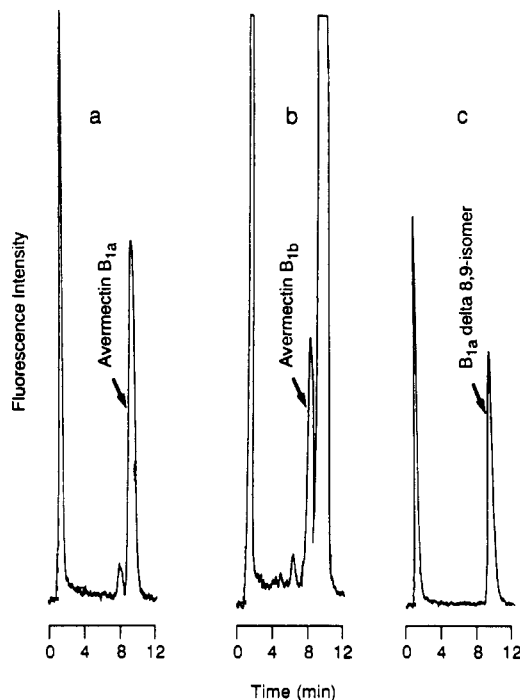 a
b
c
Fluorescence Intensity
Avermectin B1a
Avermectin B1b
B1a delta 8,9-isomer
0 4 8 12
0 4 8 12
0 4 8 12
Time (min)